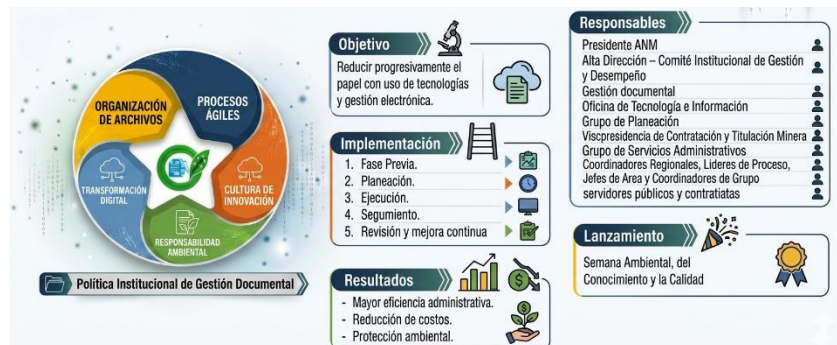 ORGANIZACIÓN
DE ARCHIVOS
PROCESOS
ÁGILES
TRANSFORMACIÓN
DIGITAL
CULTURA DE
INNOVACIÓN
RESPONSABILIDAD
AMBIENTAL
Política Institucional de Gestión Documental
Objetivo
Reducir progresivamente el
papel con uso de tecnologías
y gestión electrónica.
Implementación
1. Fase Previa.
2. Planeación.
3. Ejecución.
4. Segumiento.
5. Revisión y mejora continua
Resultados
- Mayor eficiencia administrativa.
- Reducción de costos.
- Protección ambiental.
Responsables
Presidente ANM
Alta Dirección – Comité Institucional de Gestión
y Desempeño
Gestión documental
Oficina de Tecnología e Información
Grupo de Planeación
Viscpresidencia de Contratación y Titulación Minera
Grupo de Servicios Administrativos
Coordinadores Regionales, Lideres de Proceso,
Jefes de Area y Coordinadores de Grupo
servidores públicos y contratiatas
Lanzamiento
Semana Ambiental, del
Conocimiento y la Calidad